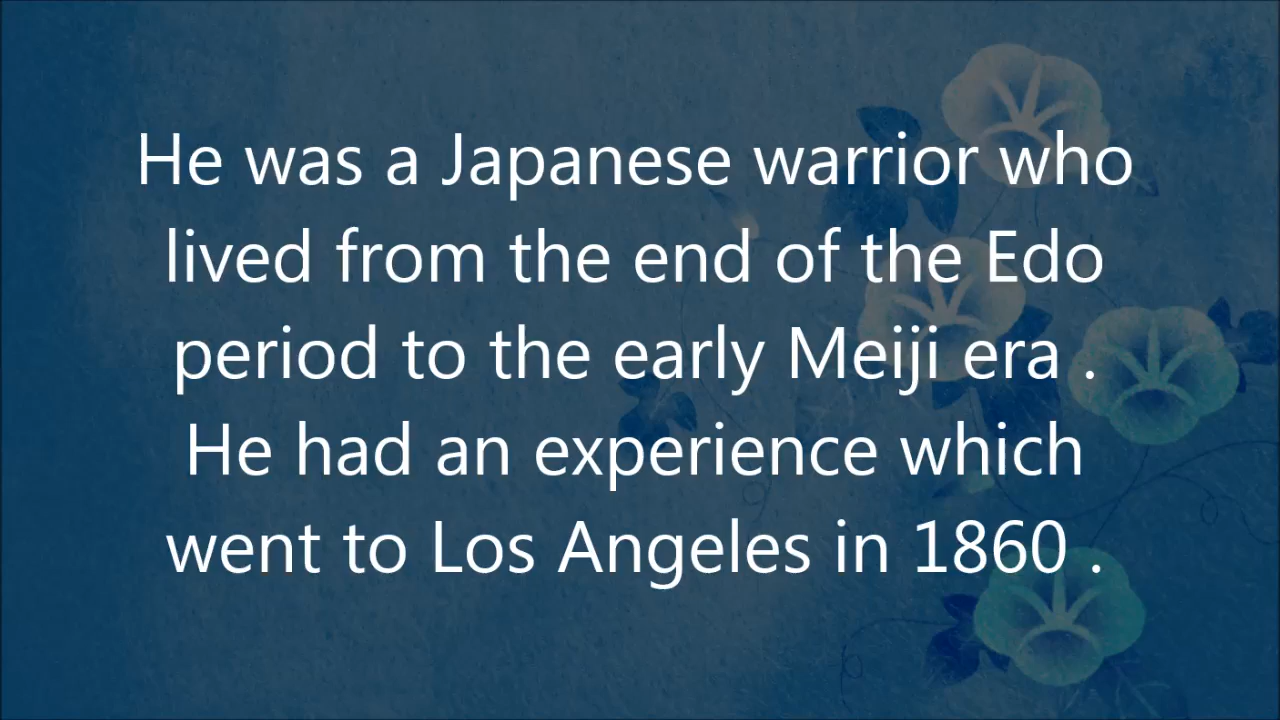 He was a Japanese warrior who
lived from the end of the Edo
period to the early Meiji era .
He had an experience which
went to Los Angeles in 1860 .